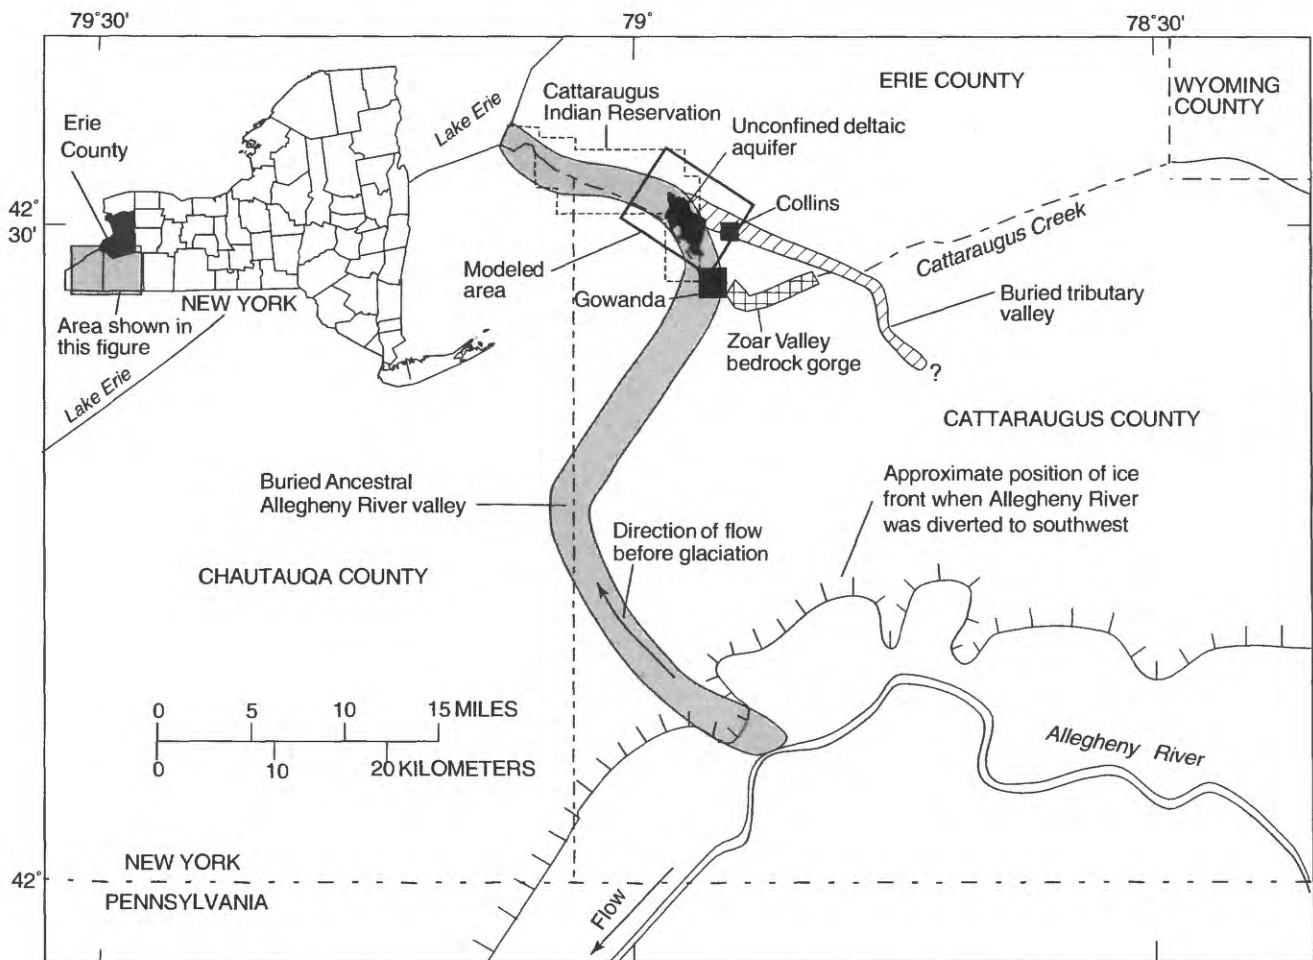 79°30'
79°
78°30'
ERIE COUNTY
WYOMING
COUNTY
Cattaraugus
Indian Reservation
Lake Erie
Unconfined deltaic
aquifer
Erie
County
42°
30'
Collins
Cattaraugus Creek
Modeled
area
Gowanda
NEW YORK
Buried tributary
valley
Area shown in
this figure
Zoar Valley
bedrock gorge
?
Lake Erie
CATTARAUGUS COUNTY
Buried Ancestral
Allegheny River valley
Approximate position of ice
front when Allegheny River
was diverted to southwest
Direction of flow
before glaciation
CHAUTAUQA COUNTY
0 5 10 15 MILES
0 10 20 KILOMETERS
Allegheny River
NEW YORK
42°
PENNSYLVANIA
Flow